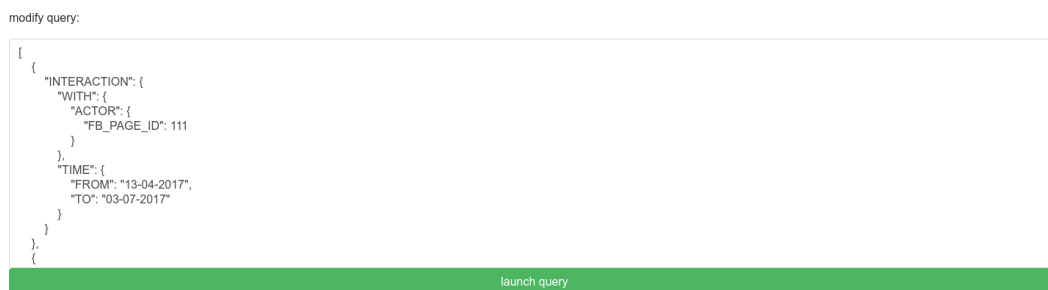 modify query:
[
{
"INTERACTION": {
"WITH": {
"ACTOR": {
"FB_PAGE_ID": 111
}
},
"TIME": {
"FROM": "13-04-2017",
"TO": "03-07-2017"
}
}
},
{
launch query